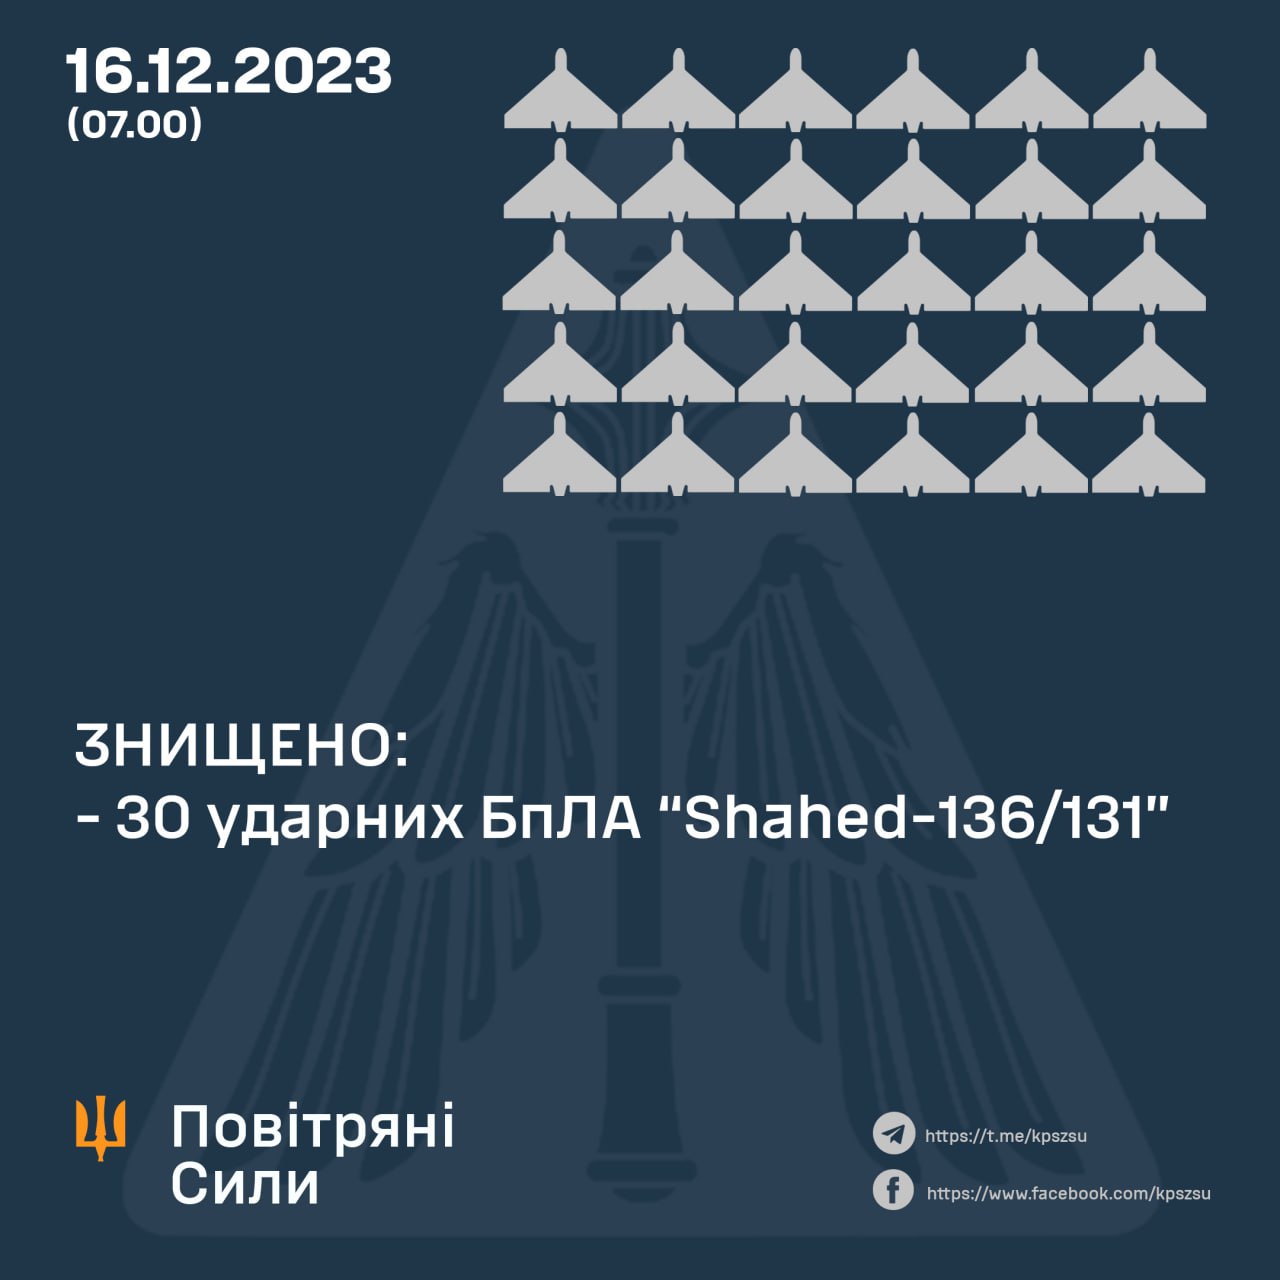 16.12.2023
(07.00)
ЗНИЩЕНО:
- 30 ударних БпЛА “Shahed-136/131”
Повітряні
Сили
https://t.me/kpszsu
https://www.facebook.com/kpszsu